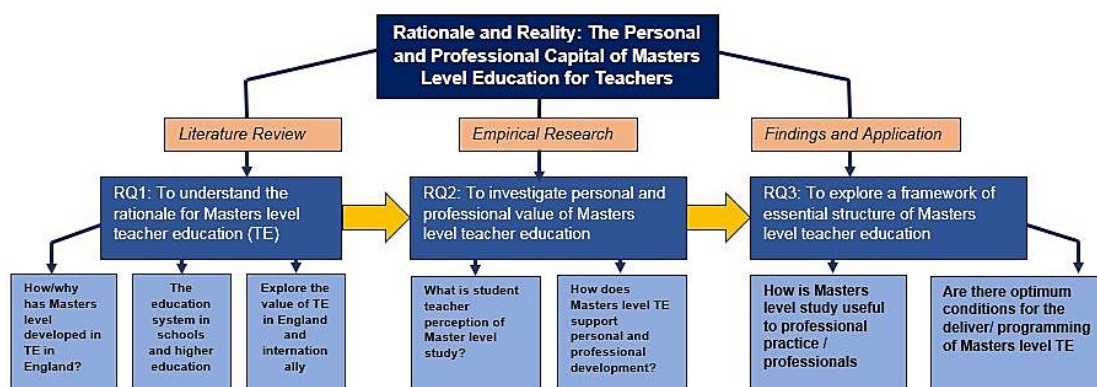 Rationale and Reality: The Personal
and Professional Capital of Masters
Level Education for Teachers
Literature Review
Empirical Research
Findings and Application
RQ1: To understand the
rationale for Masters level
teacher education (TE)
RQ2: To investigate personal and
professional value of Masters
level teacher education
RQ3: To explore a framework of
essential structure of Masters
level teacher education
How/why
has Masters
level
developed in
TE in
England?
The
education
system in
schools
and higher
education
Explore the
value of TE
in England
and
internation
ally
What is student
teacher
perception of
Master level
study?
How does
Masters level TE
support
personal and
professional
development?
How is Masters
level study useful
to professional
practice /
professionals
Are there optimum
conditions for the
deliver/ programming
of Masters level TE